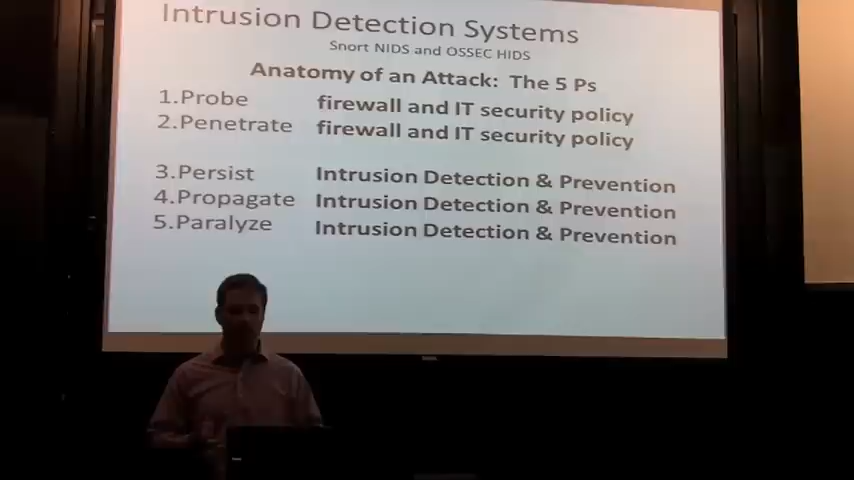 Intrusion Detection Systems
Snort NIDS and OSSEC HIDS
Anatomy of an Attack: The 5 Ps
1.Probe firewall and IT security policy
2.Penetrate firewall and IT security policy
3.Persist Intrusion Detection & Prevention
4.Propagate Intrusion Detection & Prevention
5.Paralyze Intrusion Detection & Prevention